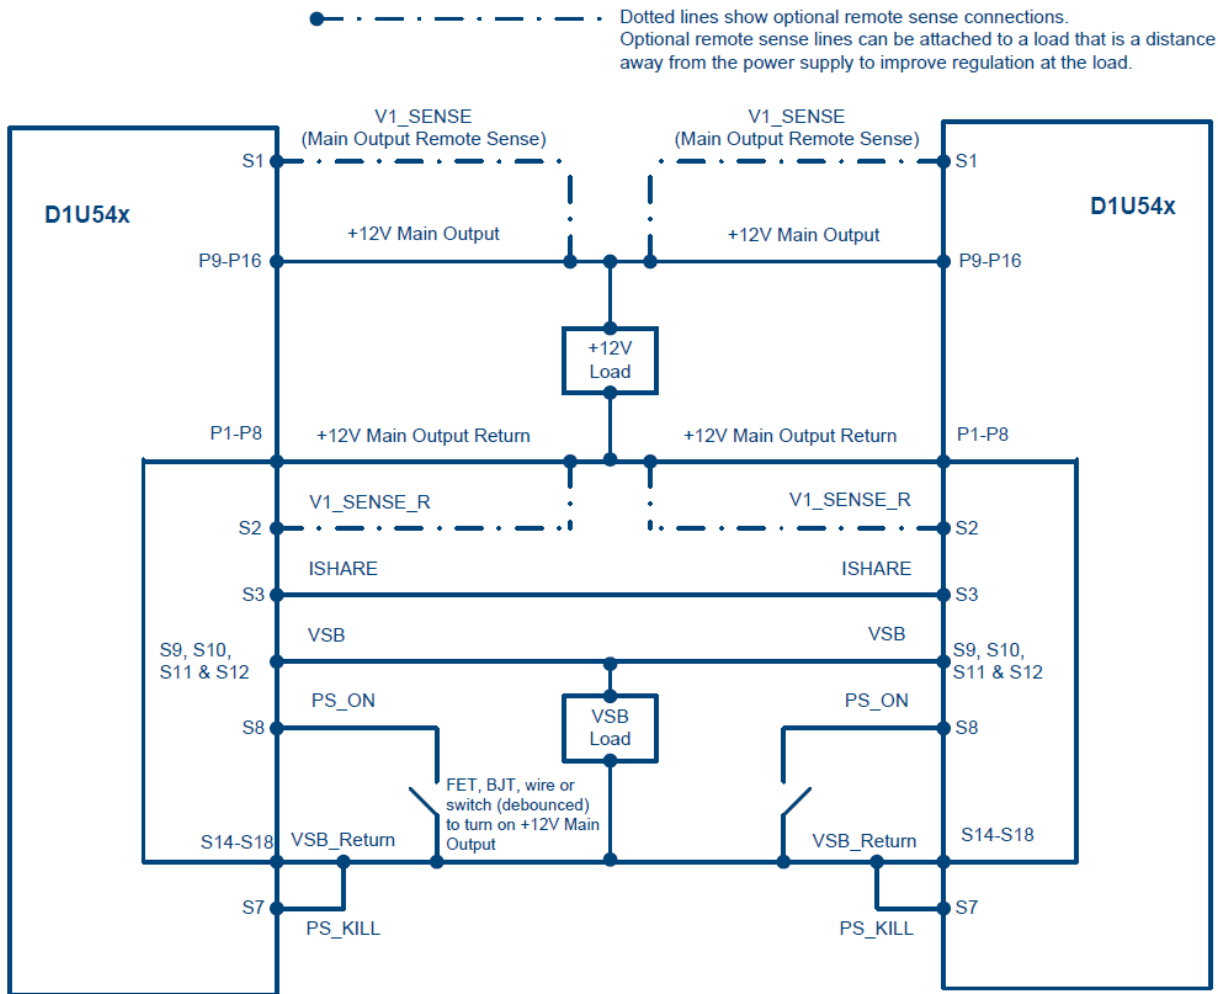 Dotted lines show optional remote sense connections.
Optional remote sense lines can be attached to a load that is a distance
away from the power supply to improve regulation at the load.
V1_SENSE
(Main Output Remote Sense)
V1_SENSE
(Main Output Remote Sense)
S1
S1
D1U54x
D1U54x
+12V Main Output
+12V Main Output
P9-P16
P9-P16
+12V
Load
P1-P8
+12V Main Output Return
+12V Main Output Return
P1-P8
V1_SENSE_R
V1_SENSE_R
S2
S2
ISHARE
ISHARE
S3
S3
VSB
VSB
S9, S10,
S11 & S12
S9, S10,
S11 & S12
PS_ON
PS_ON
S8
VSB
Load
S8
FET, BJT, wire or
switch (debounced)
to turn on +12V Main
Output
S14-S18
VSB_Return
VSB_Return
S14-S18
S7
S7
PS_KILL
PS_KILL